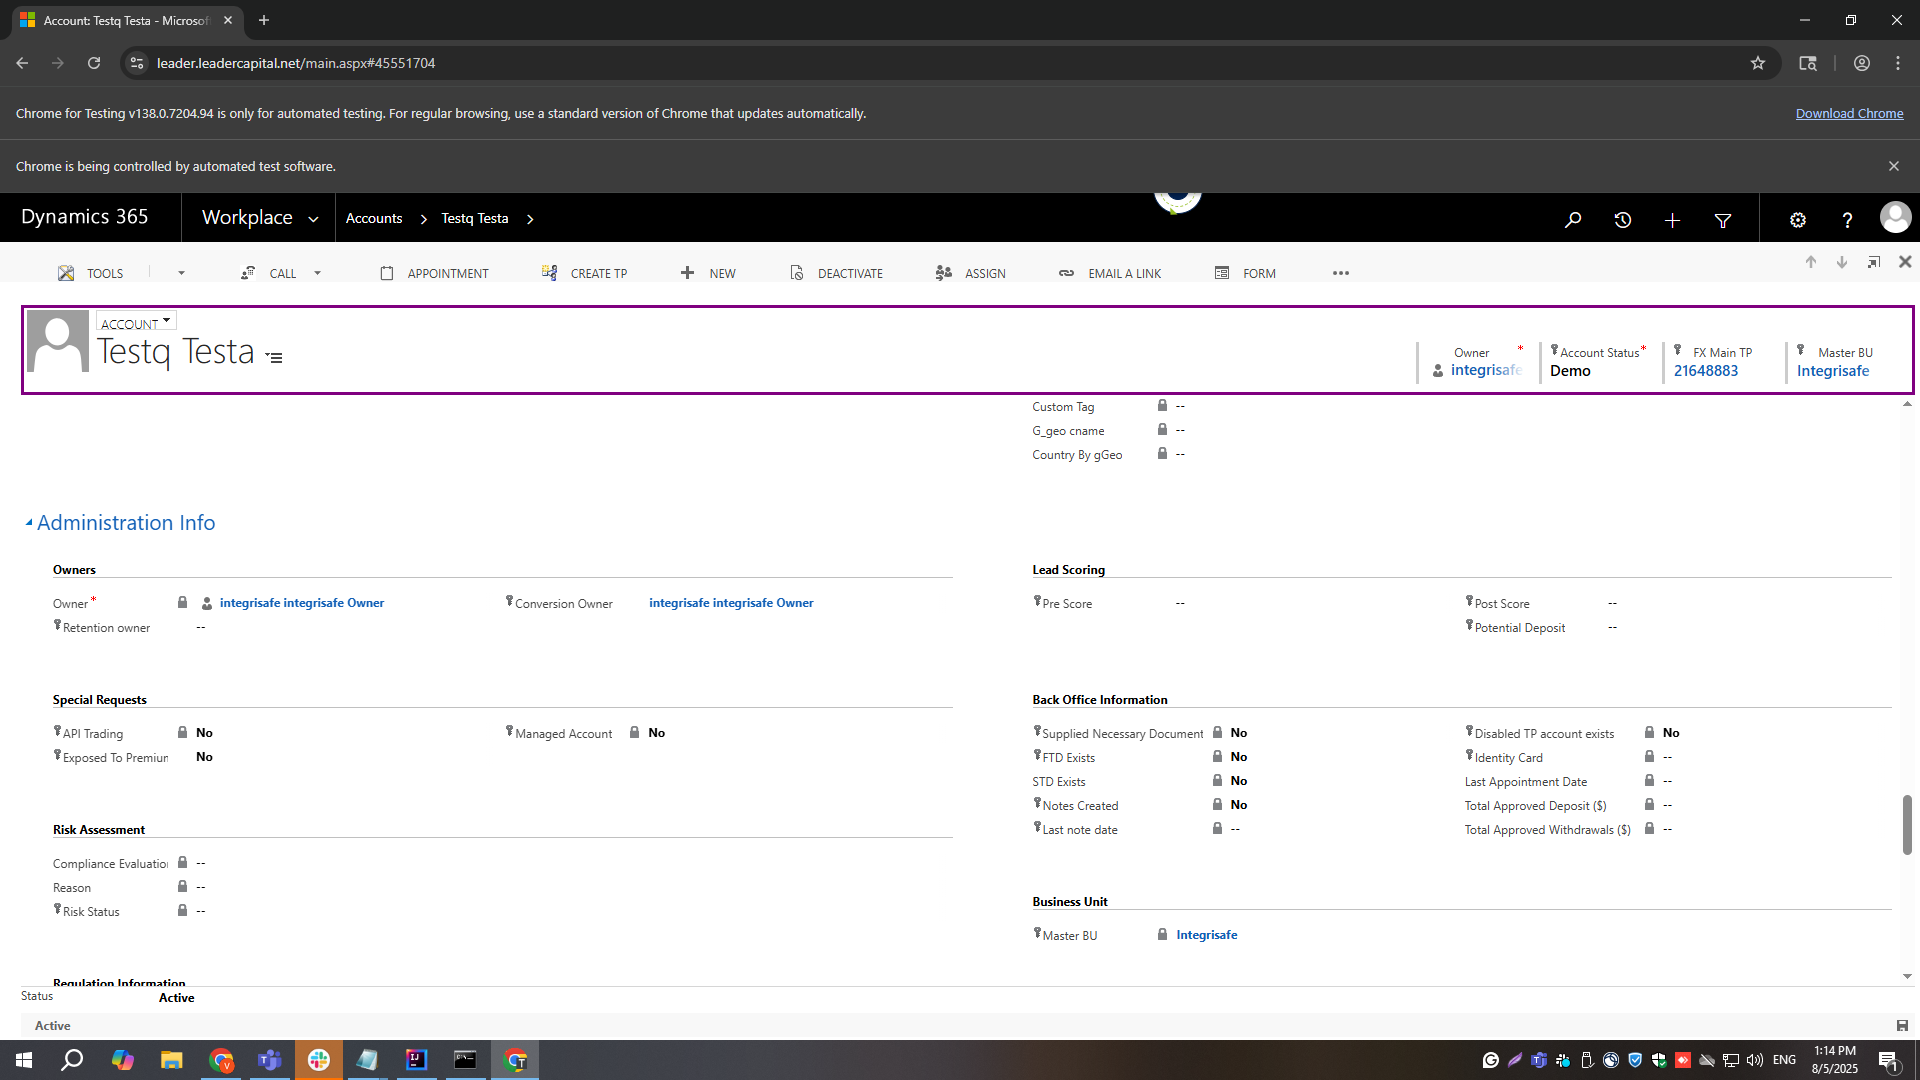 Account: Testq Testa - Microsof
leader.leadercapital.net/main.aspx#45551704
Chrome for Testing v138.0.7204.94 is only for automated testing. For regular browsing, use a standard version of Chrome that updates automatically.
Download Chrome
Chrome is being controlled by automated test software.
Dynamics 365
Workplace
Accounts
Testq Testa
TOOLS
CALL
APPOINTMENT
CREATE TP
NEW
DEACTIVATE
ASSIGN
EMAIL A LINK
FORM
ACCOUNT
Testq Testa
Owner *
integrisafe
Account Status *
Demo
FX Main TP
21648883
Master BU
Integrisafe
Custom Tag --
G_geo cname --
Country By gGeo --
Administration Info
Owners
Owner * integrisafe integrisafe Owner
Conversion Owner integrisafe integrisafe Owner
Retention owner --
Lead Scoring
Pre Score --
Post Score --
Potential Deposit --
Special Requests
API Trading No
Managed Account No
Exposed To Premiun No
Back Office Information
Supplied Necessary Document No
Disabled TP account exists No
FTD Exists No
Identity Card --
STD Exists No
Last Appointment Date --
Notes Created No
Total Approved Deposit ($) --
Last note date --
Total Approved Withdrawals ($) --
Risk Assessment
Compliance Evaluation --
Reason --
Risk Status --
Business Unit
Master BU Integrisafe
Regulation Information
Status Active
Active
ENG
1:14 PM
8/5/2025
1